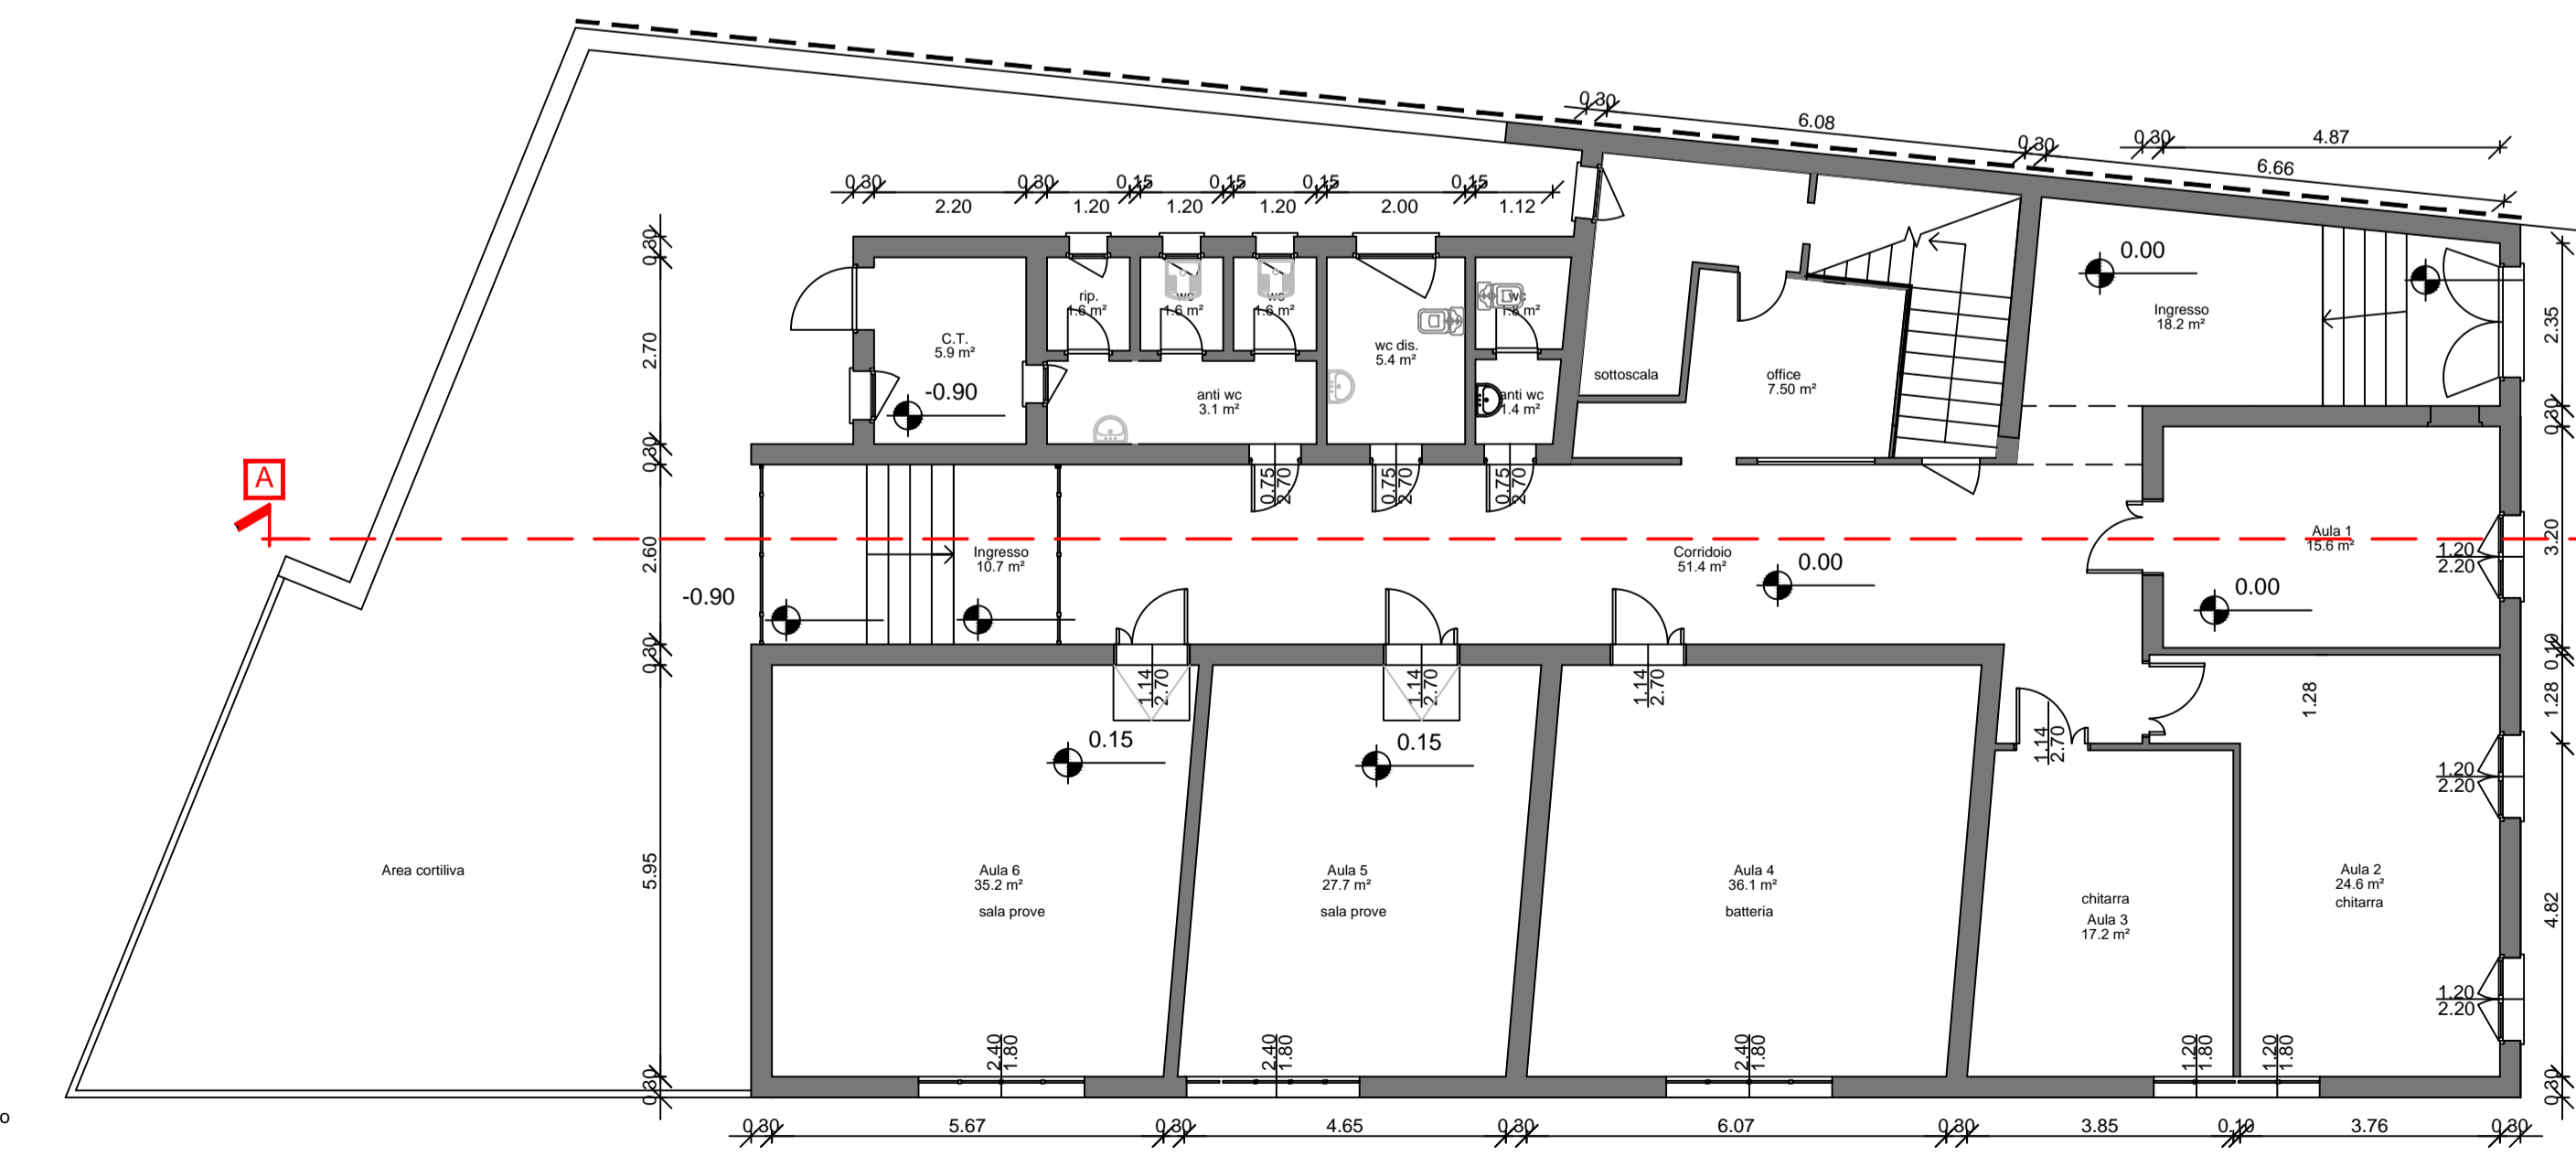 0.30
6.08
0.30
0.30
4.87
6.66
0.30
0.30
0.15
0.15
0.15
0.15
2.20
1.20
1.20
1.20
2.00
1.12
0.30
2.70
0.30
2.60
0.30
5.95
0.30
rip.
1.6 m²
wc
1.6 m²
wc
1.6 m²
wc
C.T.
5.9 m²
-0.90
wc dis.
5.4 m²
anti wc
3.1 m²
anti wc
1.4 m²
sottoscala
office
7.50 m²
0.00
Ingresso
18.2 m²
2.35
0.30
3.20
0.10
1.28
4.82
0.30
A
0.75
2.70
0.75
2.70
0.75
2.70
Ingresso
10.7 m²
-0.90
Corridoio
51.4 m²
0.00
Aula 1
15.6 m²
1.20
2.20
0.00
1.14
2.70
1.14
2.70
1.14
2.70
1.14
2.70
1.28
0.15
0.15
1.20
2.20
Area cortiliva
Aula 6
35.2 m²
sala prove
Aula 5
27.7 m²
sala prove
Aula 4
36.1 m²
batteria
chitarra
Aula 3
17.2 m²
Aula 2
24.6 m²
chitarra
1.20
2.20
2.40
1.80
2.40
1.80
2.40
1.80
1.20
1.80
1.20
1.80
o
0.30
5.67
0.30
4.65
0.30
6.07
0.30
3.85
0.10
3.76
0.30